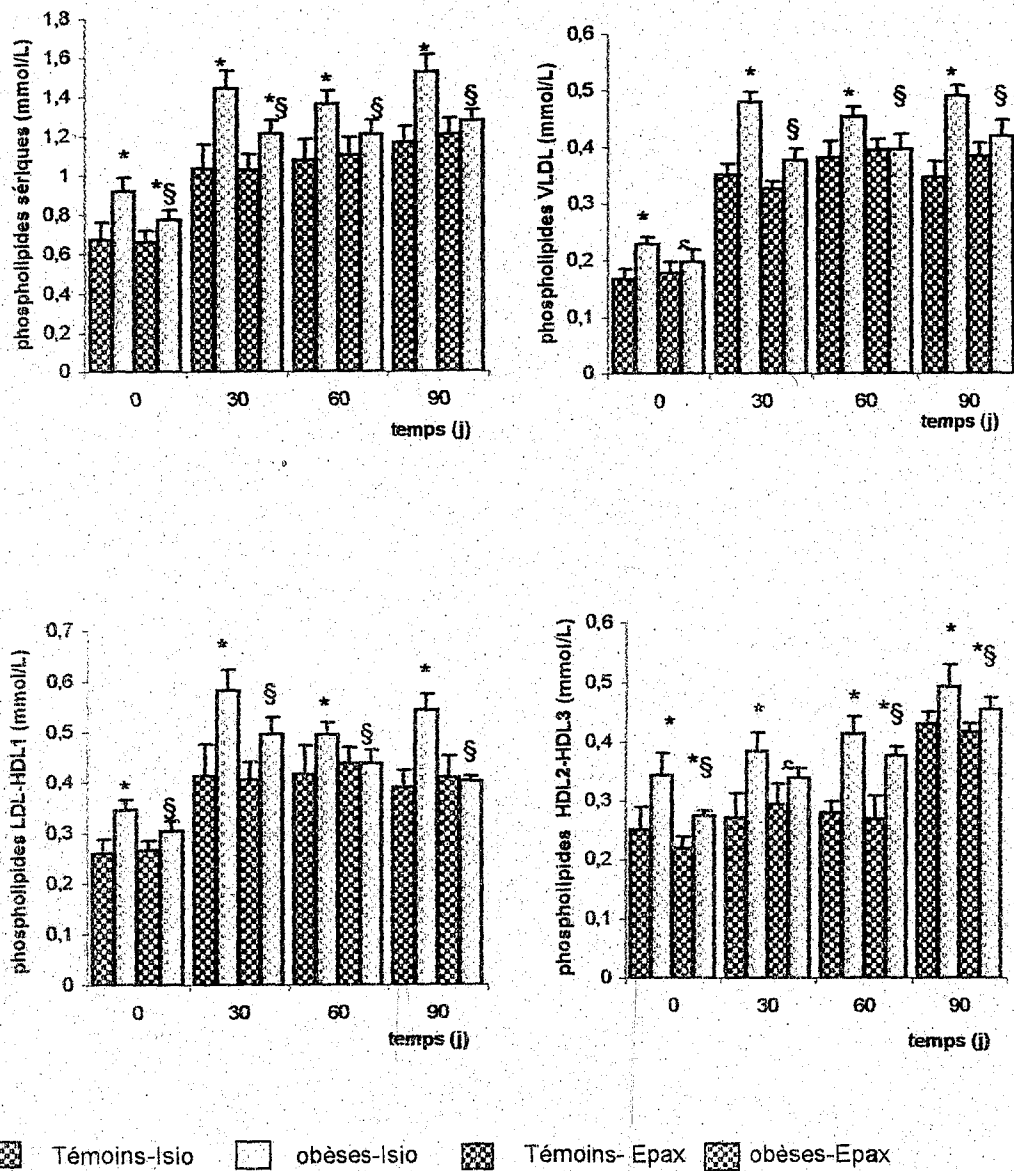 phospholipides sériques (mmol/L)
1,8
1,6
1,4
1,2
1
0,8
0,6
0,4
0,2
0
* *§ * *§ * § * §
0 30 60 90
temps (j)
phospholipides VLDL (mmol/L)
0,6
0,5
0,4
0,3
0,2
0,1
0
* * § * § * §
0 30 60 90
temps (j)
phospholipides LDL-HDL1 (mmol/L)
0,7
0,6
0,5
0,4
0,3
0,2
0,1
0
* § * § * § * §
0 30 60 90
temps (j)
phospholipides HDL2-HDL3 (mmol/L)
0,6
0,5
0,4
0,3
0,2
0,1
0
* *§ * * *§ * *§
0 30 60 90
temps (j)
Témoins-Isio obèses-Isio Témoins- Epax obèses-Epax